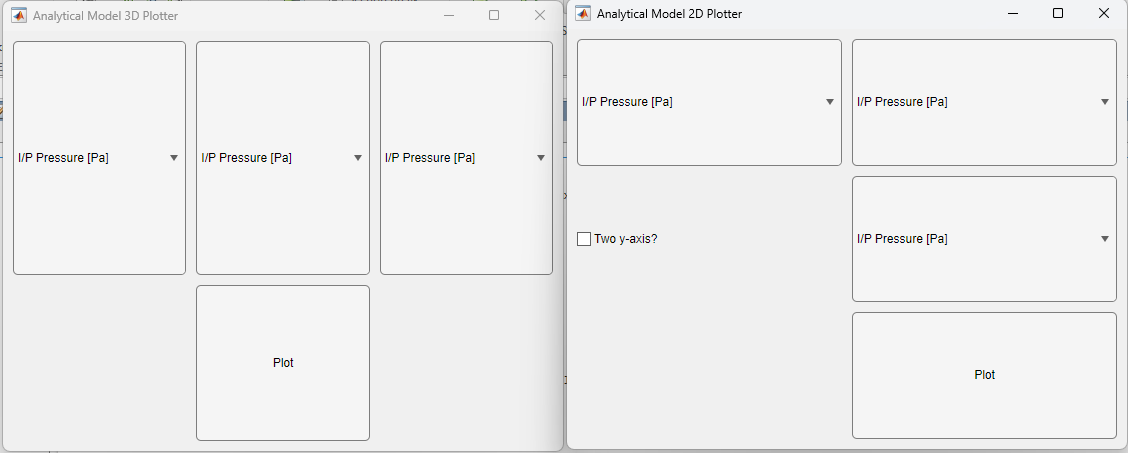 Analytical Model 3D Plotter
I/P Pressure [Pa]
I/P Pressure [Pa]
I/P Pressure [Pa]
Plot
Analytical Model 2D Plotter
I/P Pressure [Pa]
I/P Pressure [Pa]
Two y-axis?
I/P Pressure [Pa]
Plot